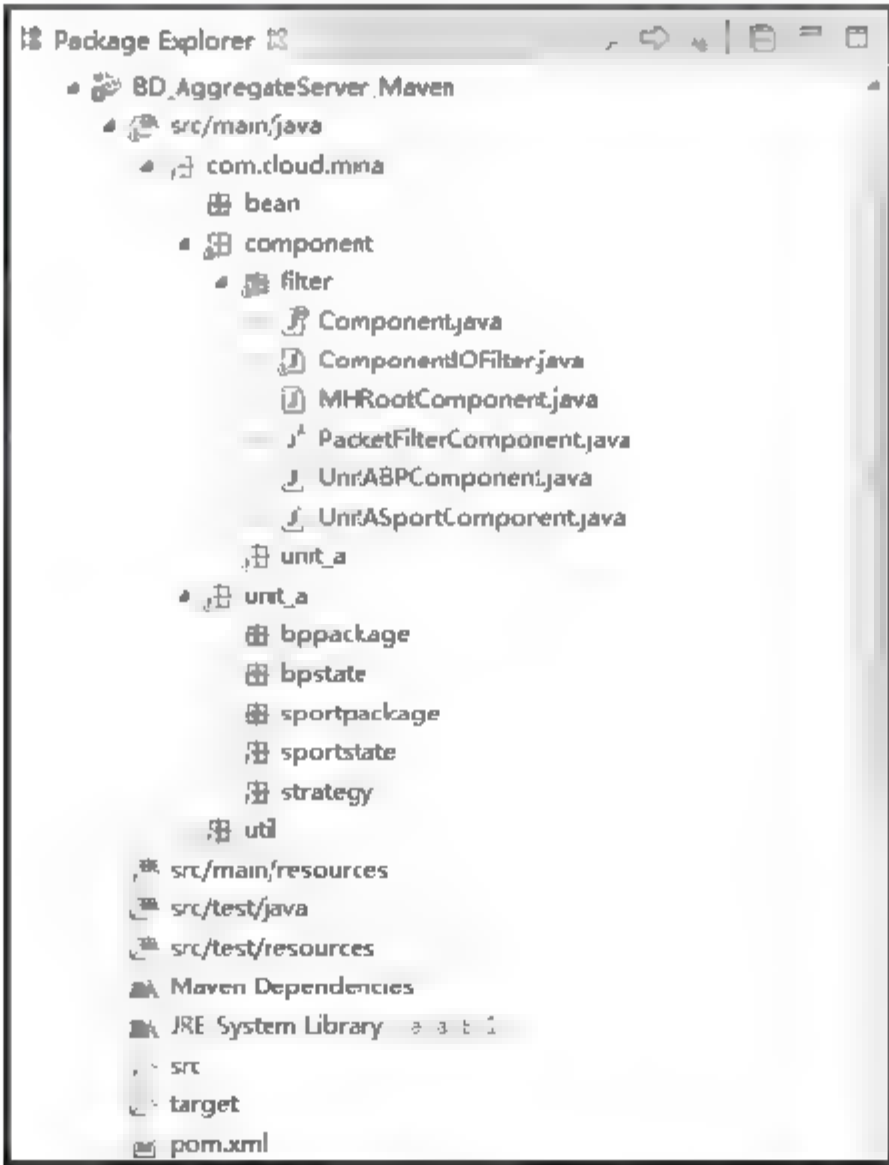 Package Explorer
BD_AggregateServer_Maven
src/main/java
com.cloud.mina
bean
component
filter
Component.java
ComponentIOFilter.java
MHRootComponent.java
PacketFilterComponent.java
UnitABPComponent.java
UnitASportComponent.java
unit_a
unit_a
bppackage
bpstate
sportpackage
sportstate
strategy
util
src/main/resources
src/test/java
src/test/resources
Maven Dependencies
JRE System Library
src
target
pom.xml